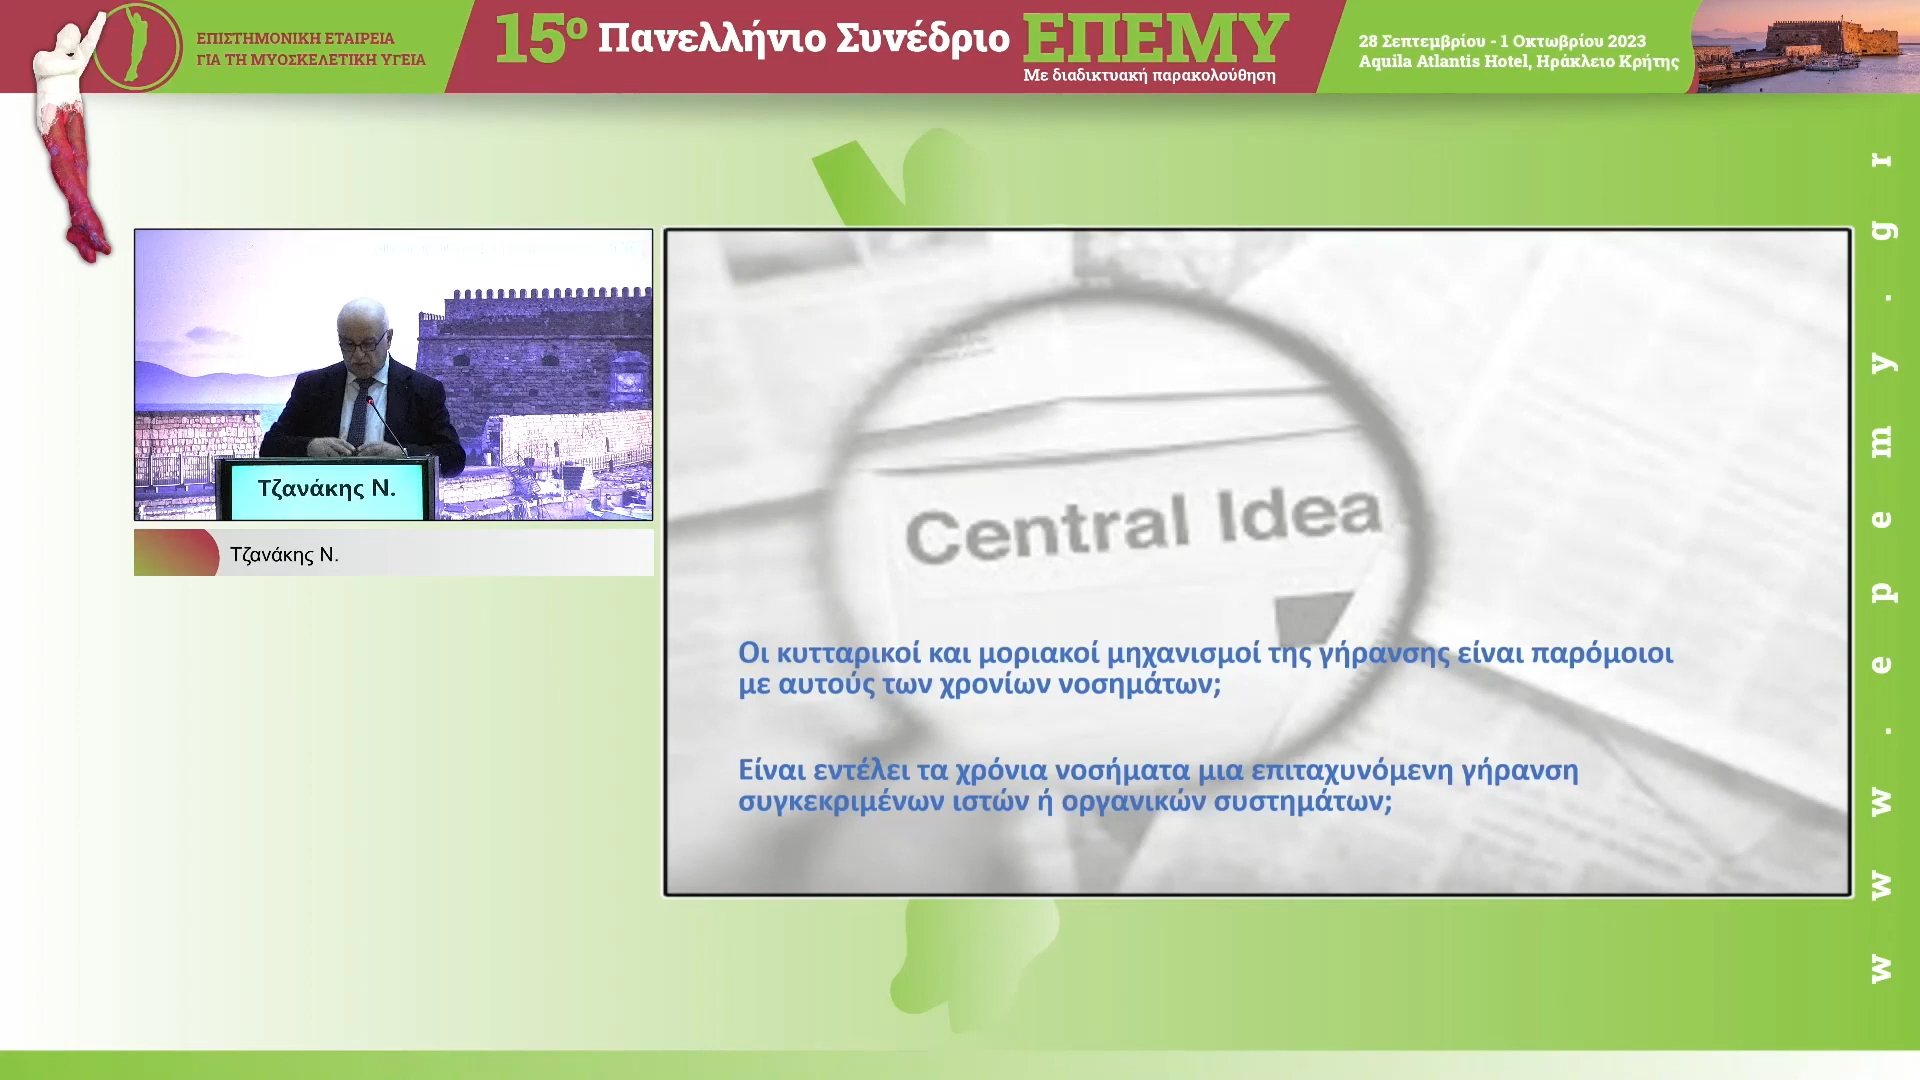 ΕΠΙΣΤΗΜΟΝΙΚΗ ΕΤΑΙΡΕΙΑ
ΓΙΑ ΤΗ ΜΥΟΣΚΕΛΕΤΙΚΗ ΥΓΕΙΑ
15ο Πανελλήνιο Συνέδριο ΕΠΕΜΥ
Με διαδικτυακή παρακολούθηση
28 Σεπτεμβρίου - 1 Οκτωβρίου 2023
Aquila Atlantis Hotel, Ηράκλειο Κρήτης
Τζανάκης Ν.
Τζανάκης Ν.
Central Idea
Οι κυτταρικοί και μοριακοί μηχανισμοί της γήρανσης είναι παρόμοιοι
με αυτούς των χρονίων νοσημάτων;
Είναι εντέλει τα χρόνια νοσήματα μια επιταχυνόμενη γήρανση
συγκεκριμένων ιστών ή οργανικών συστημάτων;
www.epemy.gr